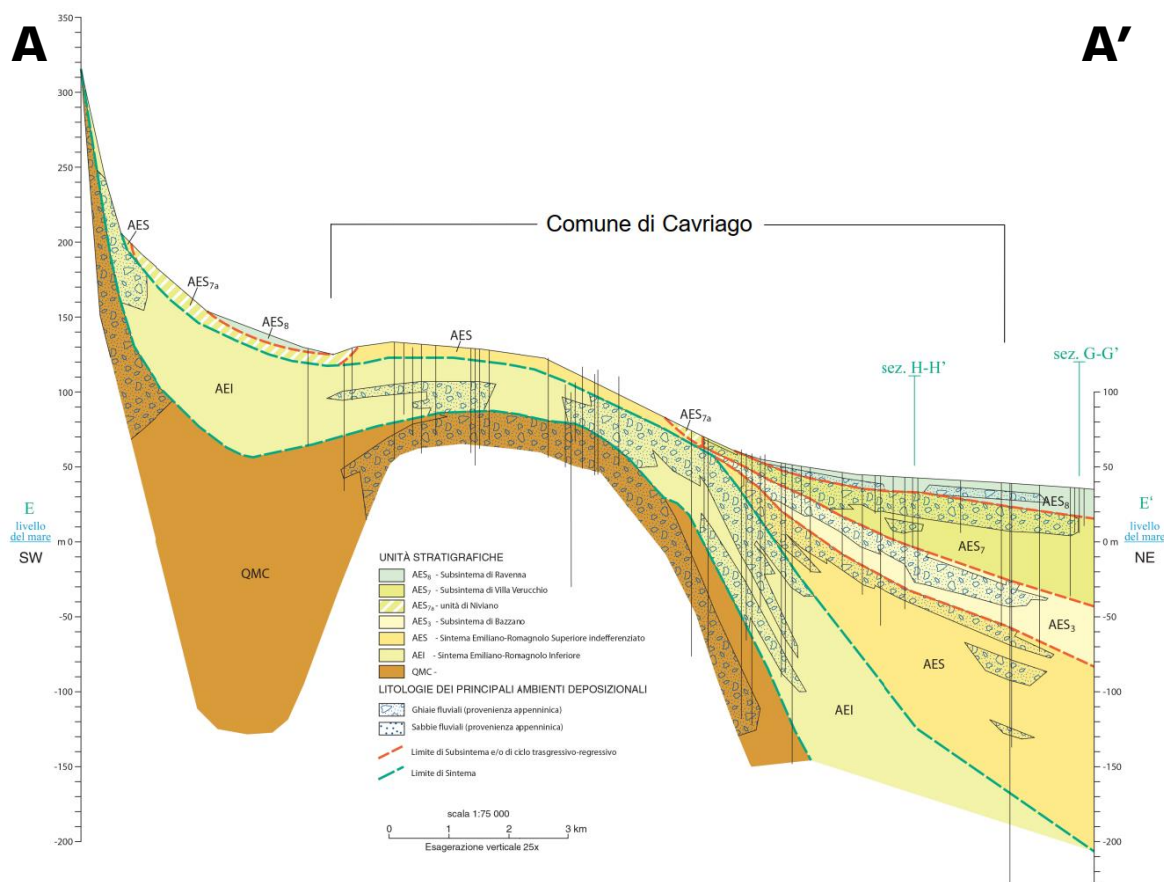 A
A'
350
300
250
200
150
100
50
m 0
-50
-100
-150
-200
E
livello
del mare
SW
AES
AES7a
AES8
Comune di Cavriago
AES
AEI
QMC
AES7a
sez. H-H'
sez. G-G'
AES8
AES7
AES3
AES
AEI
100
50
0 m
-50
-100
-150
-200
E'
livello
del mare
NE
UNITÀ STRATIGRAFICHE
AES8 - Subsintema di Ravenna
AES7 - Subsintema di Villa Verucchio
AES7a - unità di Niviano
AES3 - Subsintema di Bazzano
AES - Sintema Emiliano-Romagnolo Superiore indefferenziato
AEI - Sintema Emiliano-Romagnolo Inferiore
QMC -
LITOLOGIE DEI PRINCIPALI AMBIENTI DEPOSIZIONALI
Ghiaie fluviali (provenienza appenninica)
Sabbie fluviali (provenienza appenninica)
Limite di Subsintema e/o di ciclo trasgressivo-regressivo
Limite di Sintema
scala 1:75 000
0 1 2 3 km
Esagerazione verticale 25x